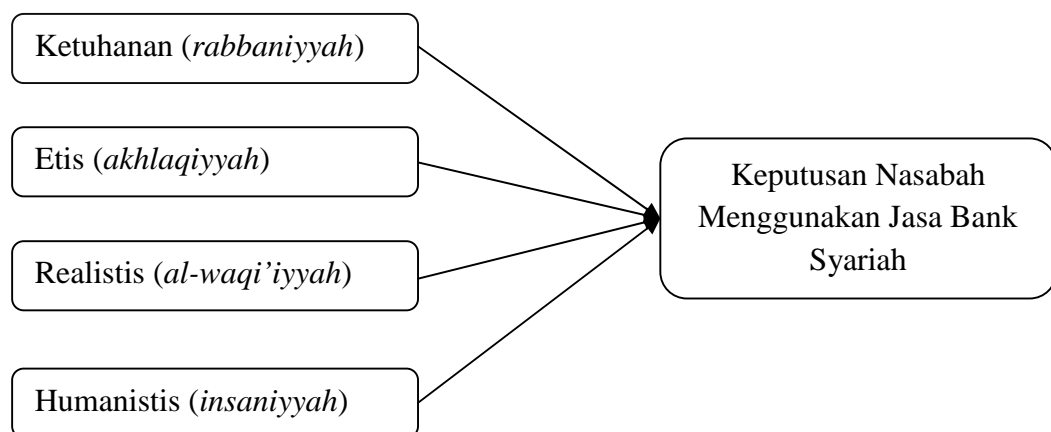 Ketuhanan (rabbaniyyah)
Etis (akhlaqiyyah)
Realistis (al-waqi’iyyah)
Humanistis (insaniyyah)
Keputusan Nasabah
Menggunakan Jasa Bank
Syariah